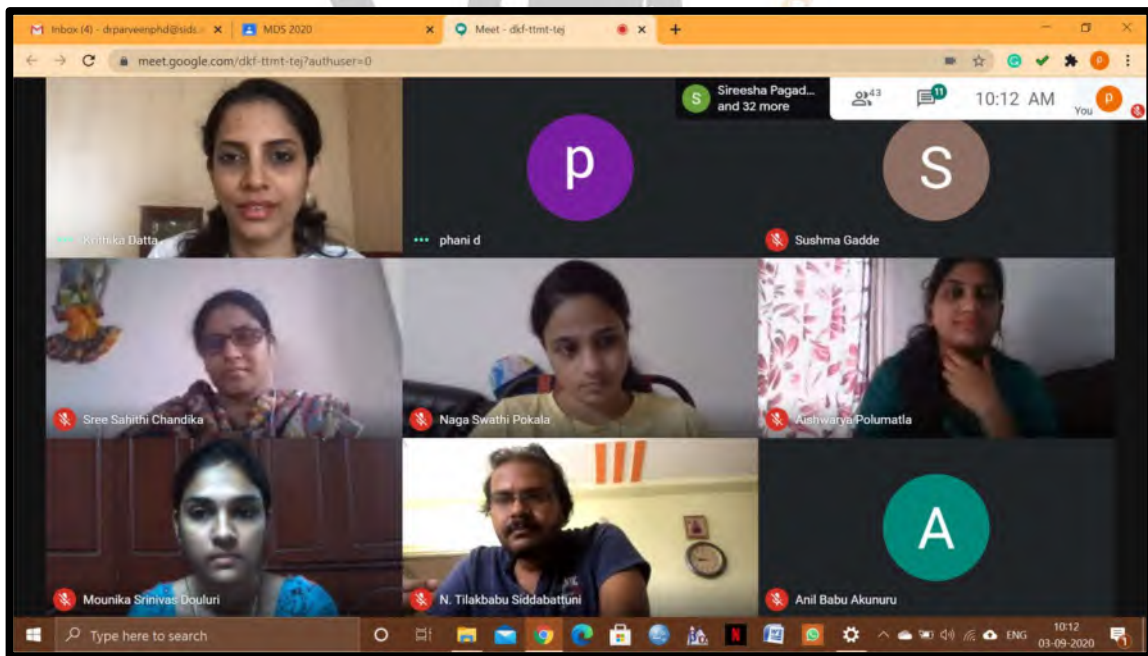 Inbox (4) - drparveenphd@sids.
MDS 2020
Meet - dkf-ttmt-tej
meet.google.com/dkf-ttmt-tej?authuser=0
P
S
Sireesha Pagad...
and 32 more
43
11
10:12 AM
You
P
Krithika Datta
p
phani d
S
Sushma Gadde
Sree Sahithi Chandika
Naga Swathi Pokala
Aishwarya Polumatla
Mounika Srinivas Douluri
N. Tilakbabu Siddabattuni
A
Anil Babu Akunuru
Type here to search
N
W
ENG
10:12
03-09-2020
1